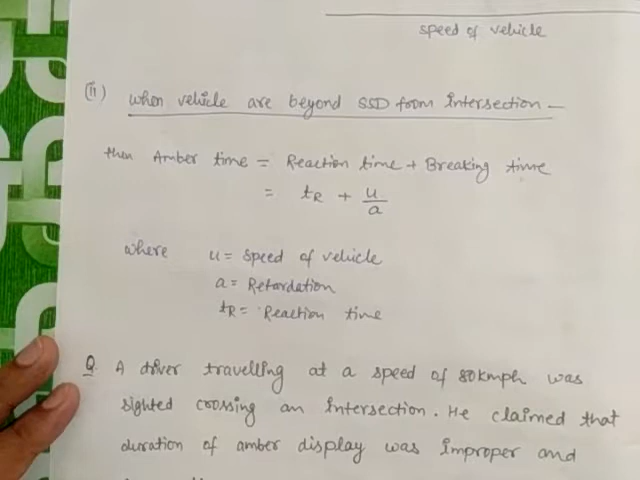 speed of vehicle
(ii) when vehicle are beyond SSD from intersection -
then Amber time = Reaction time + Breaking time
= tR + u/a
where u = speed of vehicle
a = Retardation
tR = Reaction time
Q. A driver travelling at a speed of 80kmph was
sighted crossing an intersection. He claimed that
duration of amber display was improper and